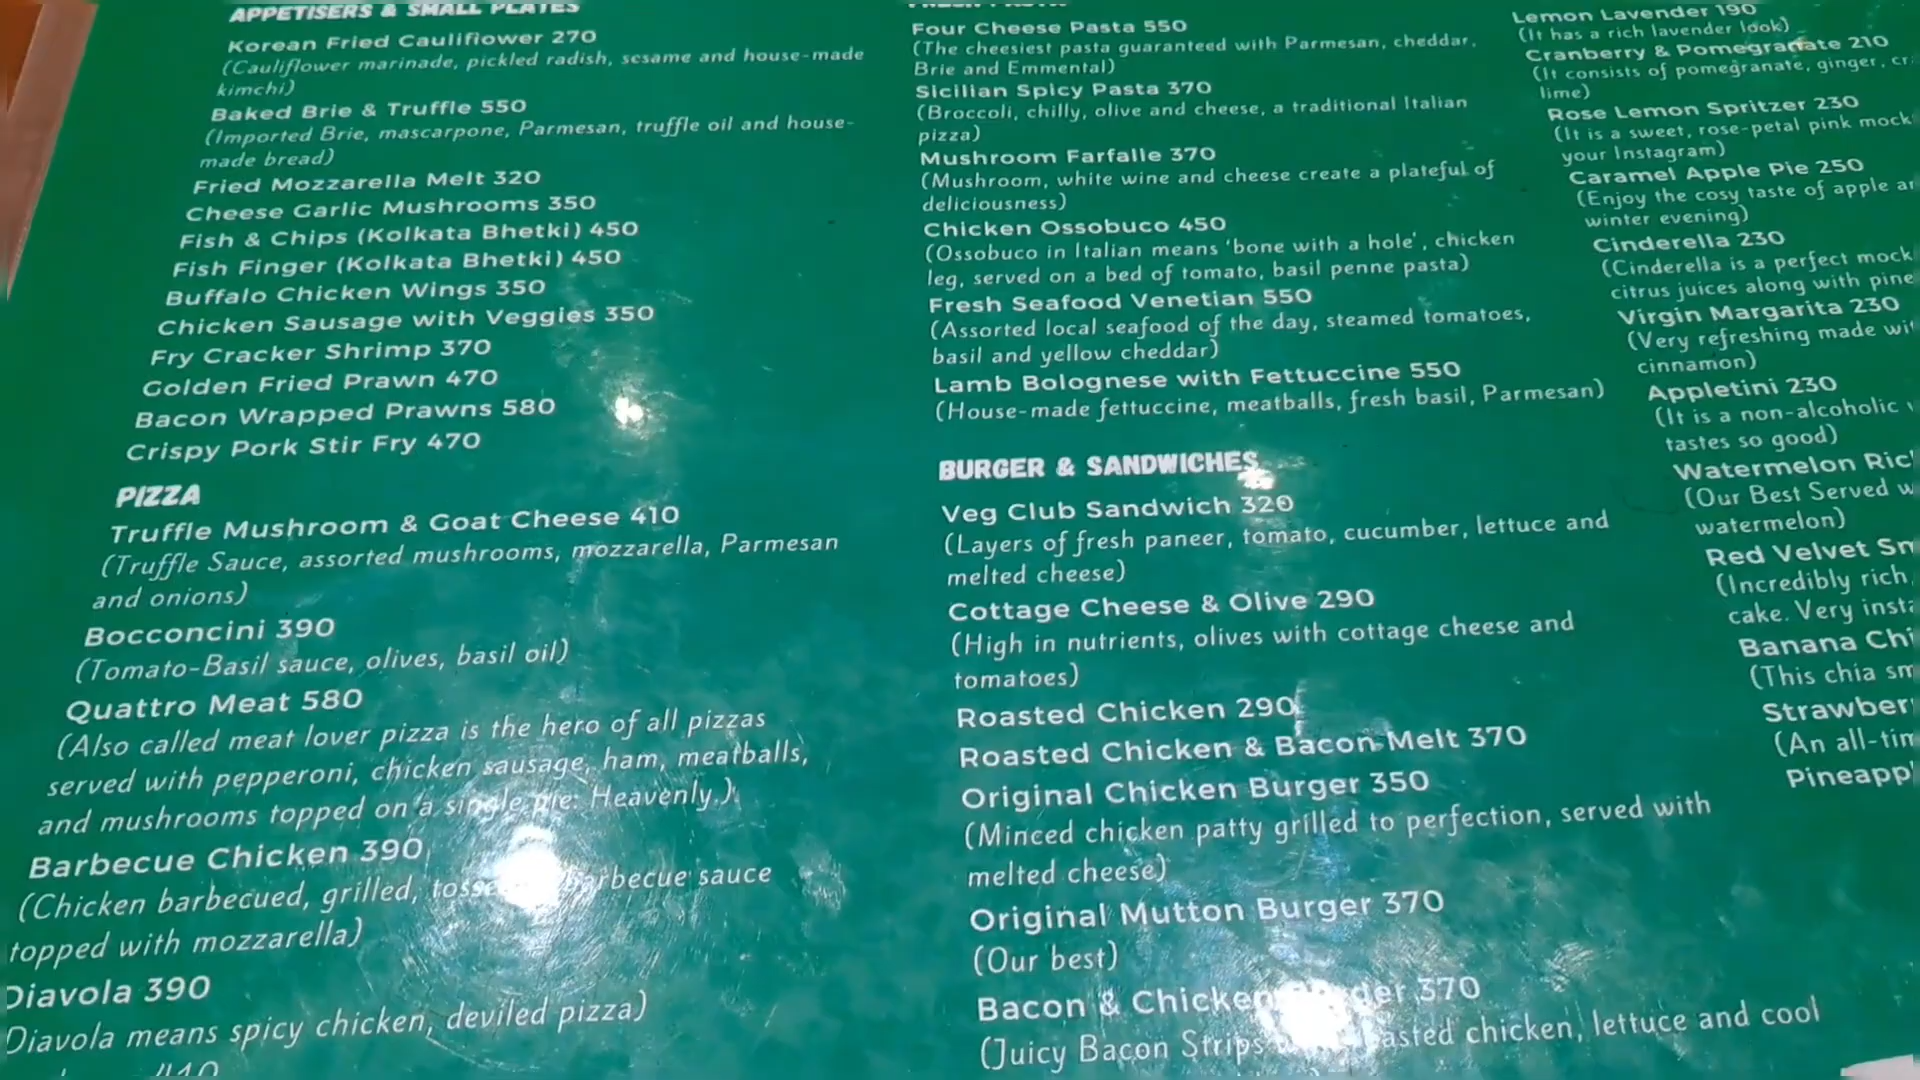 APPETISERS & SMALL PLATES
Korean Fried Cauliflower 270
(Cauliflower marinade, pickled radish, sesame and house-made
kimchi)
Baked Brie & Truffle 550
(Imported Brie, mascarpone, Parmesan, truffle oil and house-
made bread)
Fried Mozzarella Melt 320
Cheese Garlic Mushrooms 350
Fish & Chips (Kolkata Bhetki) 450
Fish Finger (Kolkata Bhetki) 450
Buffalo Chicken Wings 350
Chicken Sausage with Veggies 350
Fry Cracker Shrimp 370
Golden Fried Prawn 470
Bacon Wrapped Prawns 580
Crispy Pork Stir Fry 470
PIZZA
Truffle Mushroom & Goat Cheese 410
(Truffle Sauce, assorted mushrooms, mozzarella, Parmesan
and onions)
Bocconcini 390
(Tomato-Basil sauce, olives, basil oil)
Quattro Meat 580
(Also called meat lover pizza is the hero of all pizzas
served with pepperoni, chicken sausage, ham, meatballs,
and mushrooms topped on a single pie: Heavenly.)
Barbecue Chicken 390
(Chicken barbecued, grilled, barbecue sauce
topped with mozzarella)
Diavola 390
Diavola means spicy chicken, deviled pizza)
410
Four Cheese Pasta 550
(The cheesiest pasta guaranteed with Parmesan, cheddar,
Brie and Emmental)
Sicilian Spicy Pasta 370
(Broccoli, chilly, olive and cheese, a traditional Italian
pizza)
Mushroom Farfalle 370
(Mushroom, white wine and cheese create a plateful of
deliciousness)
Chicken Ossobuco 450
(Ossobuco in Italian means 'bone with a hole', chicken
leg, served on a bed of tomato, basil penne pasta)
Fresh Seafood Venetian 550
(Assorted local seafood of the day, steamed tomatoes,
basil and yellow cheddar)
Lamb Bolognese with Fettuccine 550
(House-made fettuccine, meatballs, fresh basil, Parmesan)
BURGER & SANDWICHES
Veg Club Sandwich 320
(Layers of fresh paneer, tomato, cucumber, lettuce and
melted cheese)
Cottage Cheese & Olive 290
(High in nutrients, olives with cottage cheese and
tomatoes)
Roasted Chicken 290
Roasted Chicken & Bacon Melt 370
Original Chicken Burger 350
(Minced chicken patty grilled to perfection, served with
melted cheese)
Original Mutton Burger 370
(Our best)
Bacon & Chicken 370
(Juicy Bacon Strips chicken, lettuce and cool
Lemon Lavender 190
(It has a rich lavender look)
Cranberry & Pomegranate 210
(It consists of pomegranate, ginger,
lime)
Rose Lemon Spritzer 230
(It is a sweet, rose-petal pink
your Instagram)
Caramel Apple Pie 250
(Enjoy the cosy taste of apple
winter evening)
Cinderella 230
(Cinderella is a perfect
citrus juices along with
Virgin Margarita 230
(Very refreshing made
cinnamon)
Appletini 230
(It is a non-alcoholic
tastes so good)
Watermelon
(Our Best Served
watermelon)
Red Velvet
(Incredibly rich,
cake. Very
Banana
(This chia
(An